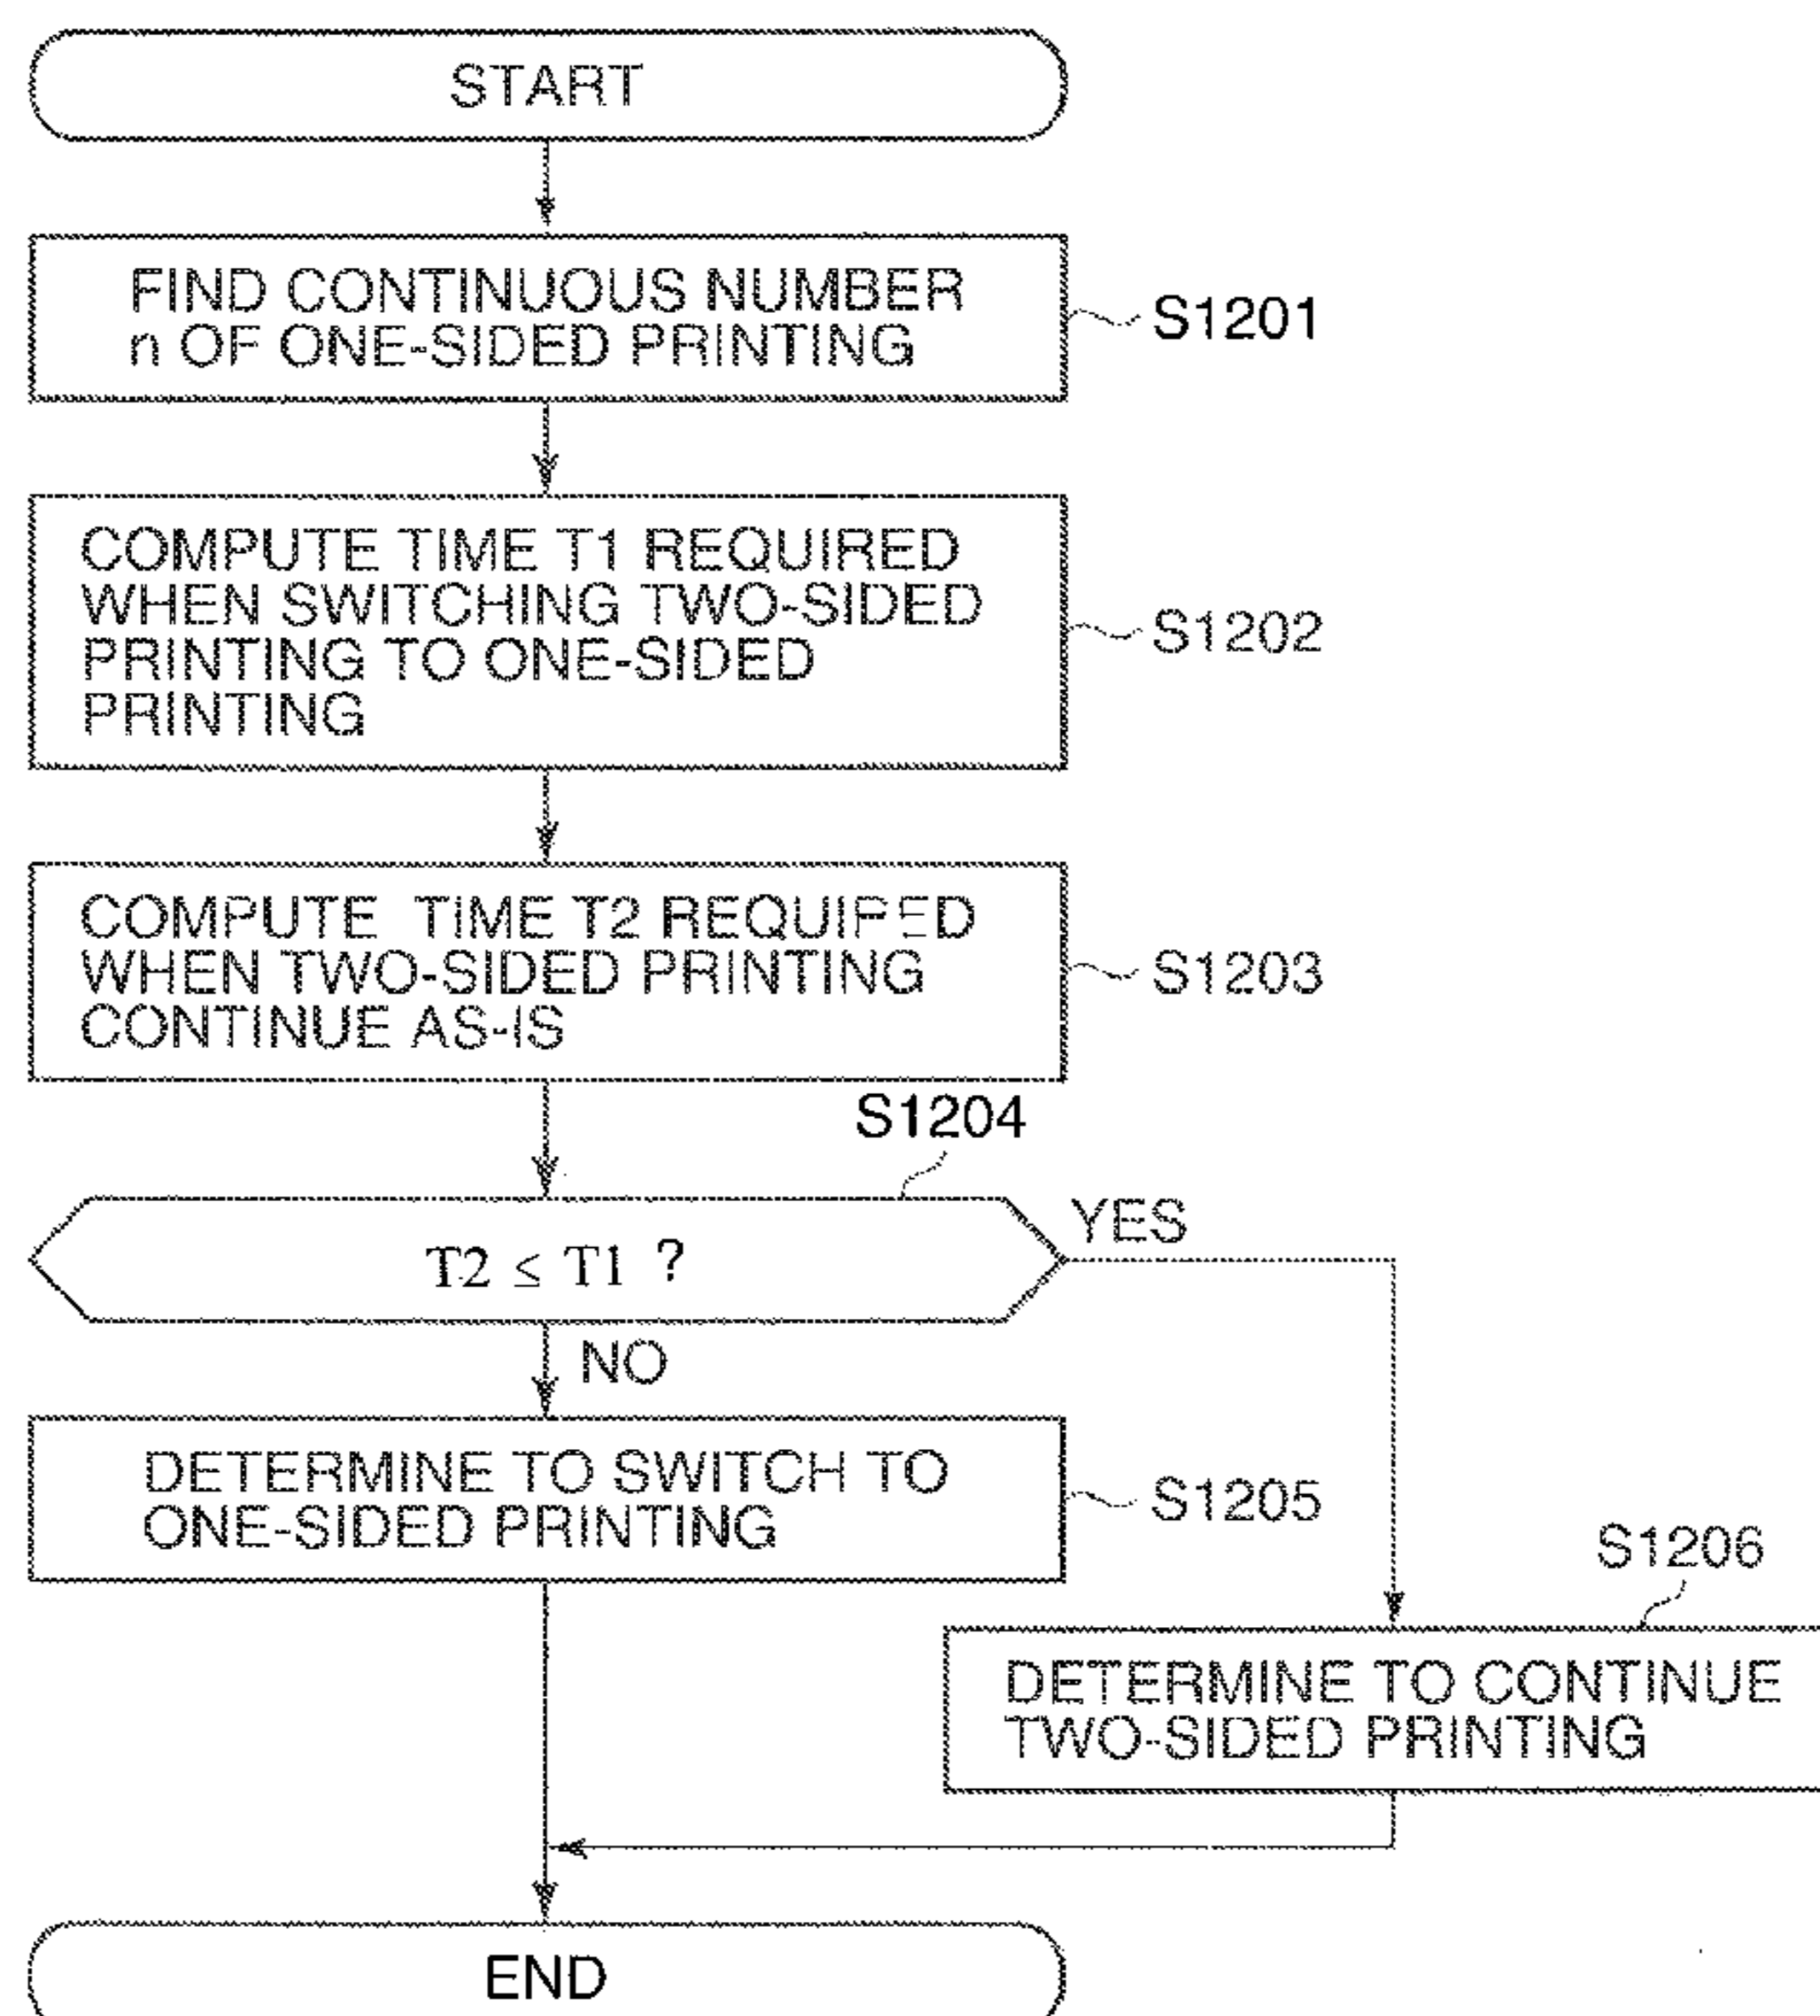 START
FIND CONTINUOUS NUMBER
n OF ONE-SIDED PRINTING
S1201
COMPUTE TIME T1 REQUIRED
WHEN SWITCHING TWO-SIDED
PRINTING TO ONE-SIDED
PRINTING
S1202
COMPUTE TIME T2 REQUIRED
WHEN TWO-SIDED PRINTING
CONTINUE AS-IS
S1203
S1204
T2 ≤ T1 ?
YES
NO
DETERMINE TO SWITCH TO
ONE-SIDED PRINTING
S1205
S1206
DETERMINE TO CONTINUE
TWO-SIDED PRINTING
END